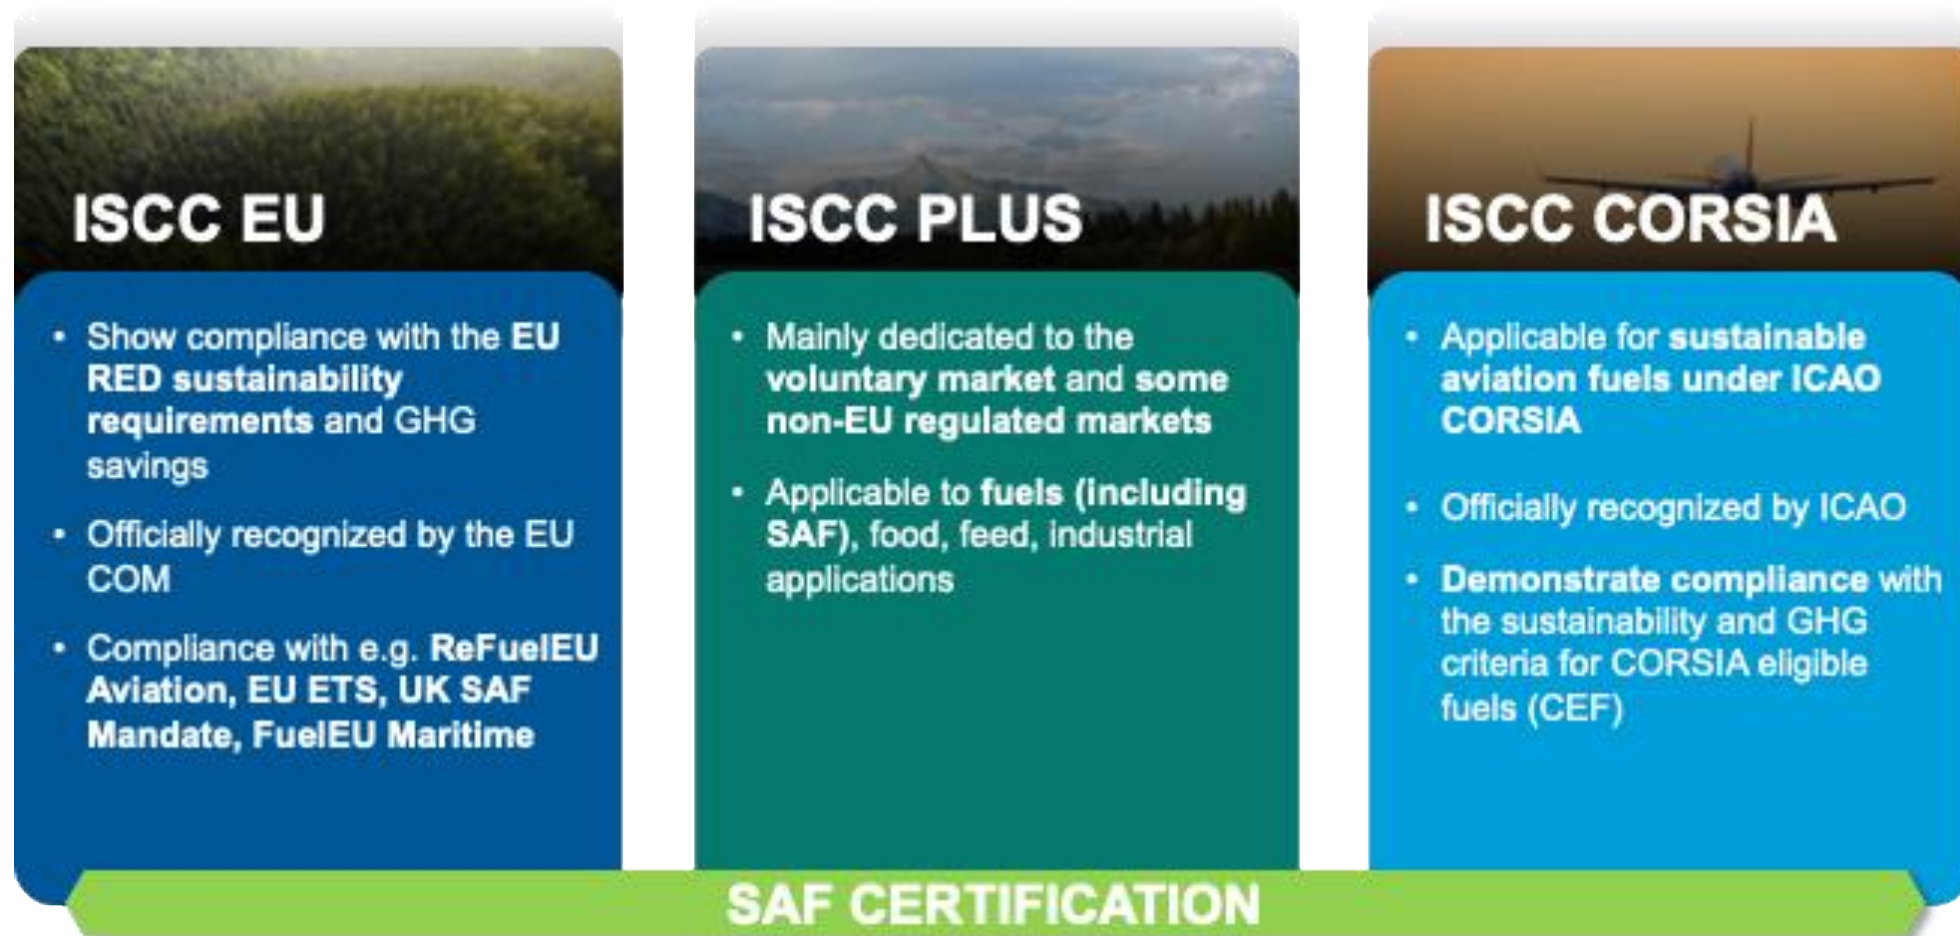 ISCC EU
• Show compliance with the EU
RED sustainability
requirements and GHG
savings
• Officially recognized by the EU
COM
• Compliance with e.g. ReFuelEU
Aviation, EU ETS, UK SAF
Mandate, FuelEU Maritime
ISCC PLUS
• Mainly dedicated to the
voluntary market and some
non-EU regulated markets
• Applicable to fuels (including
SAF), food, feed, industrial
applications
ISCC CORSIA
• Applicable for sustainable
aviation fuels under ICAO
CORSIA
• Officially recognized by ICAO
• Demonstrate compliance with
the sustainability and GHG
criteria for CORSIA eligible
fuels (CEF)
SAF CERTIFICATION